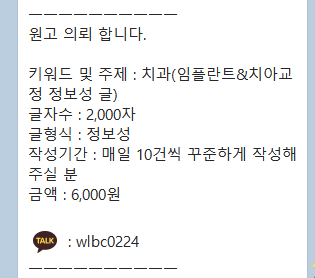 ㅡㅡㅡㅡㅡㅡㅡㅡㅡㅡ
원고 의뢰 합니다.
키워드 및 주제 : 치과(임플란트&치아교
정 정보성 글)
글자수 : 2,000자
글형식 : 정보성
작성기간 : 매일 10건씩 꾸준하게 작성해
주실 분
금액 : 6,000원
TALK : wlbc0224
ㅡㅡㅡㅡㅡㅡㅡㅡㅡㅡ